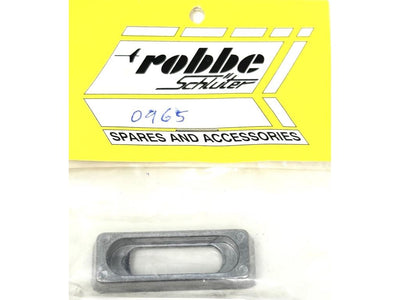 robbe
Schlüter
0965
SPARES AND ACCESSORIES